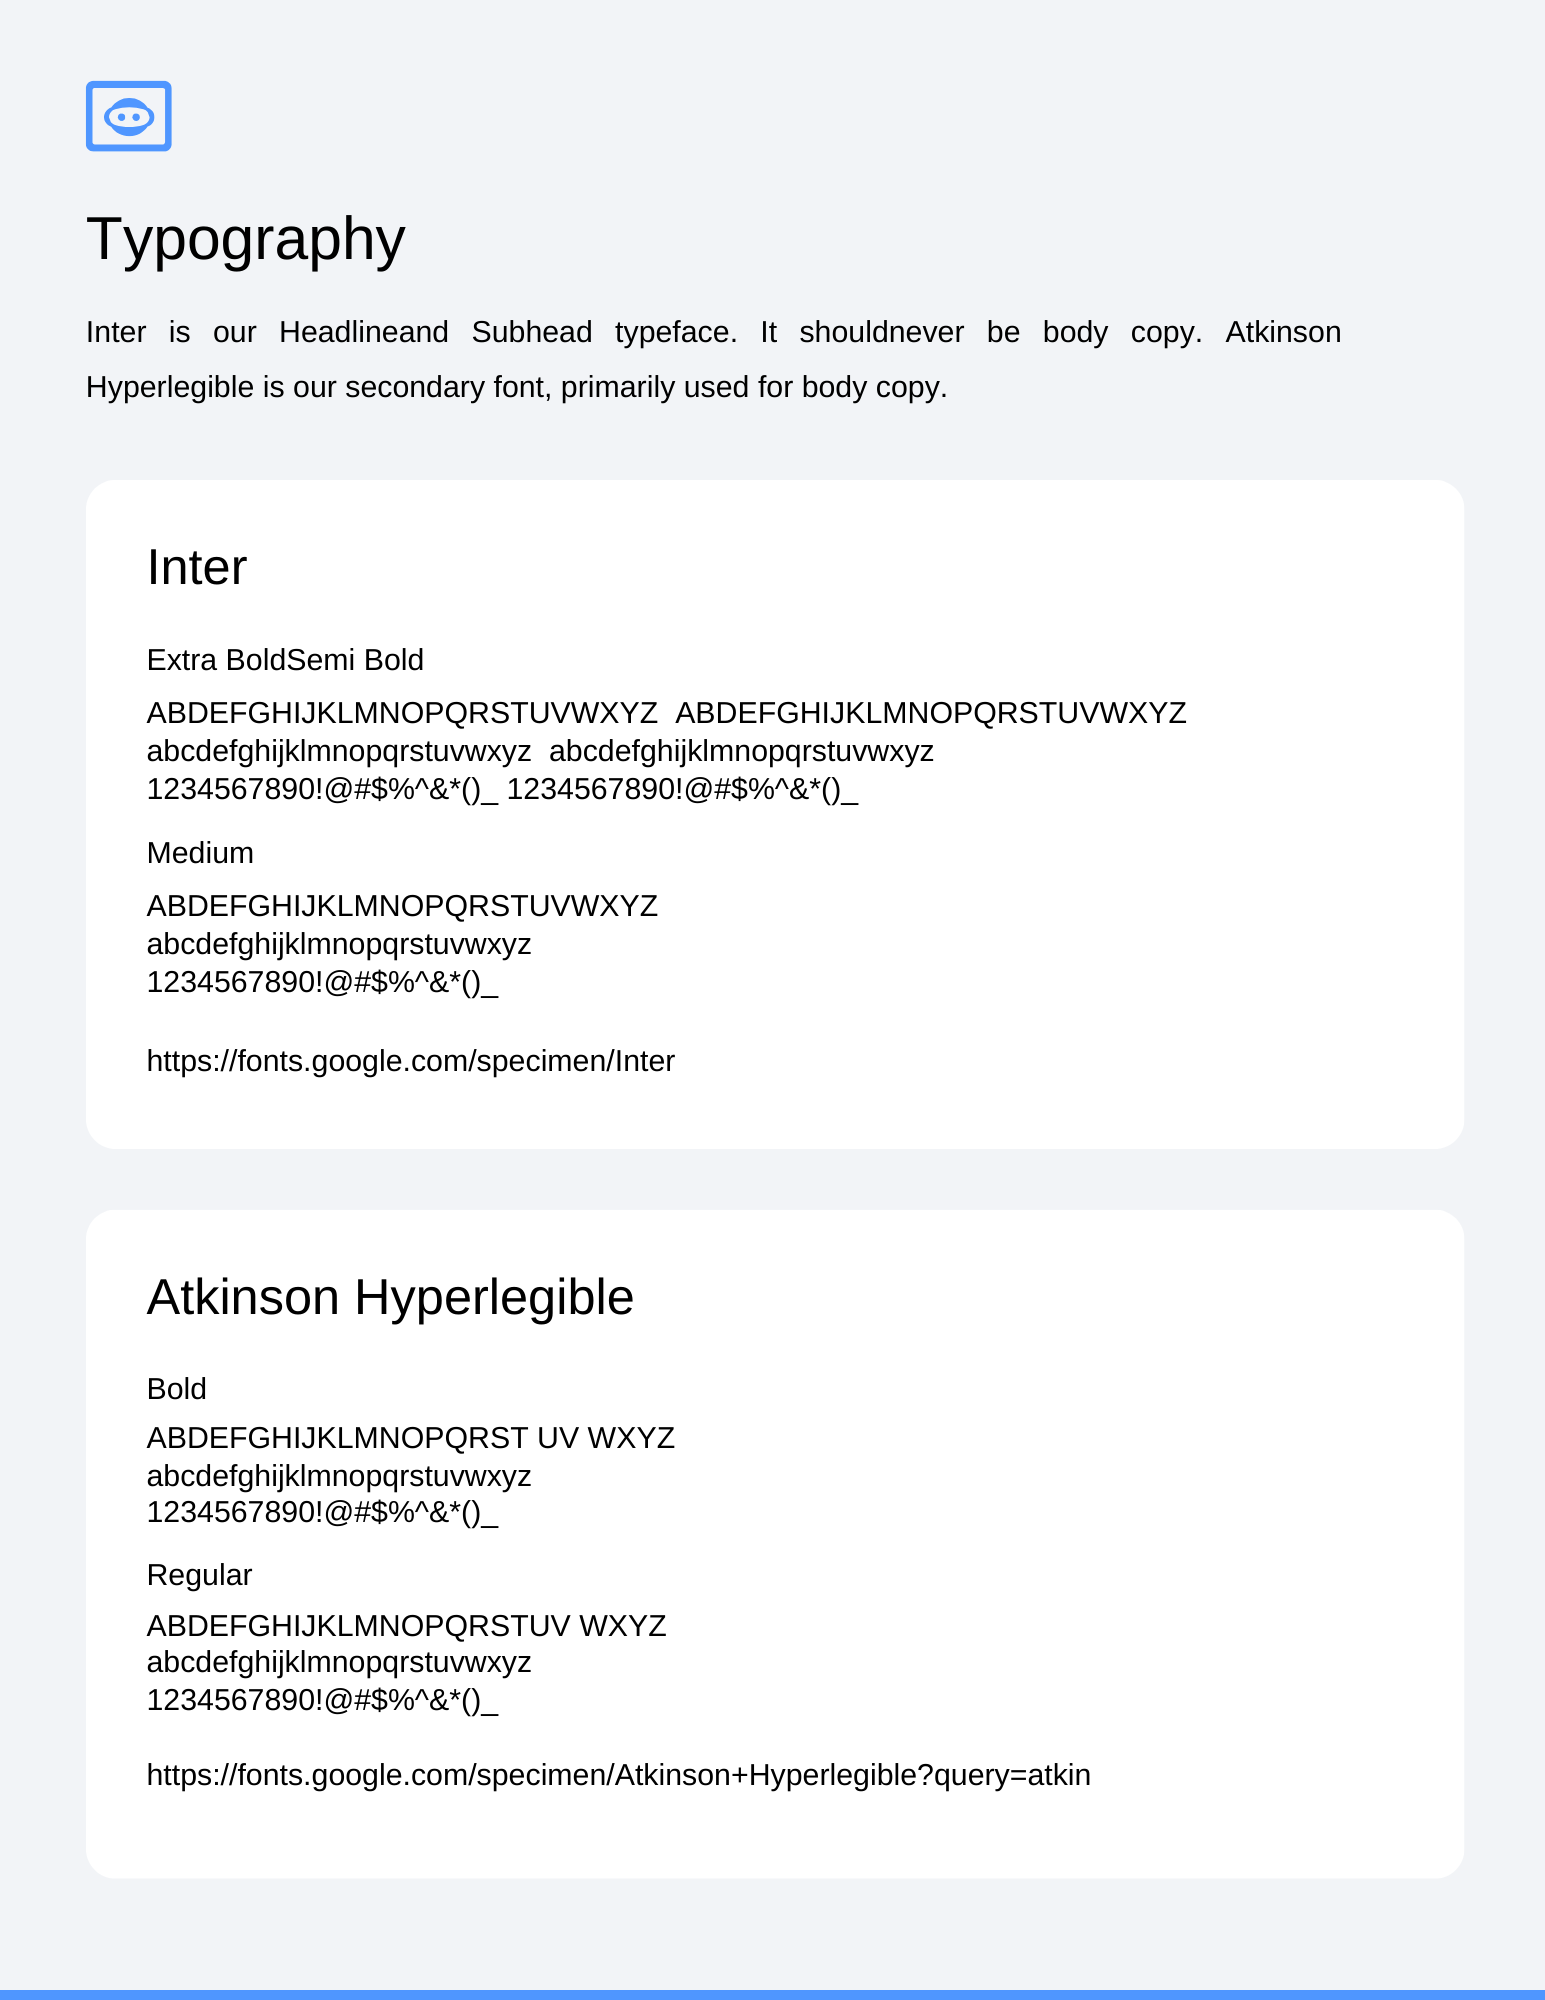 Typography
Inter is our Headlineand Subhead typeface. It shouldnever be body copy. Atkinson
Hyperlegible is our secondary font, primarily used for body copy.
Inter
Extra BoldSemi Bold
ABDEFGHIJKLMNOPQRSTUVWXYZ ABDEFGHIJKLMNOPQRSTUVWXYZ
abcdefghijklmnopqrstuvwxyz abcdefghijklmnopqrstuvwxyz
1234567890!@#$%^&*()_ 1234567890!@#$%^&*()_
Medium
ABDEFGHIJKLMNOPQRSTUVWXYZ
abcdefghijklmnopqrstuvwxyz
1234567890!@#$%^&*()_
https://fonts.google.com/specimen/Inter
Atkinson Hyperlegible
Bold
ABDEFGHIJKLMNOPQRST UV WXYZ
abcdefghijklmnopqrstuvwxyz
1234567890!@#$%^&*()_
Regular
ABDEFGHIJKLMNOPQRSTUV WXYZ
abcdefghijklmnopqrstuvwxyz
1234567890!@#$%^&*()_
https://fonts.google.com/specimen/Atkinson+Hyperlegible?query=atkin